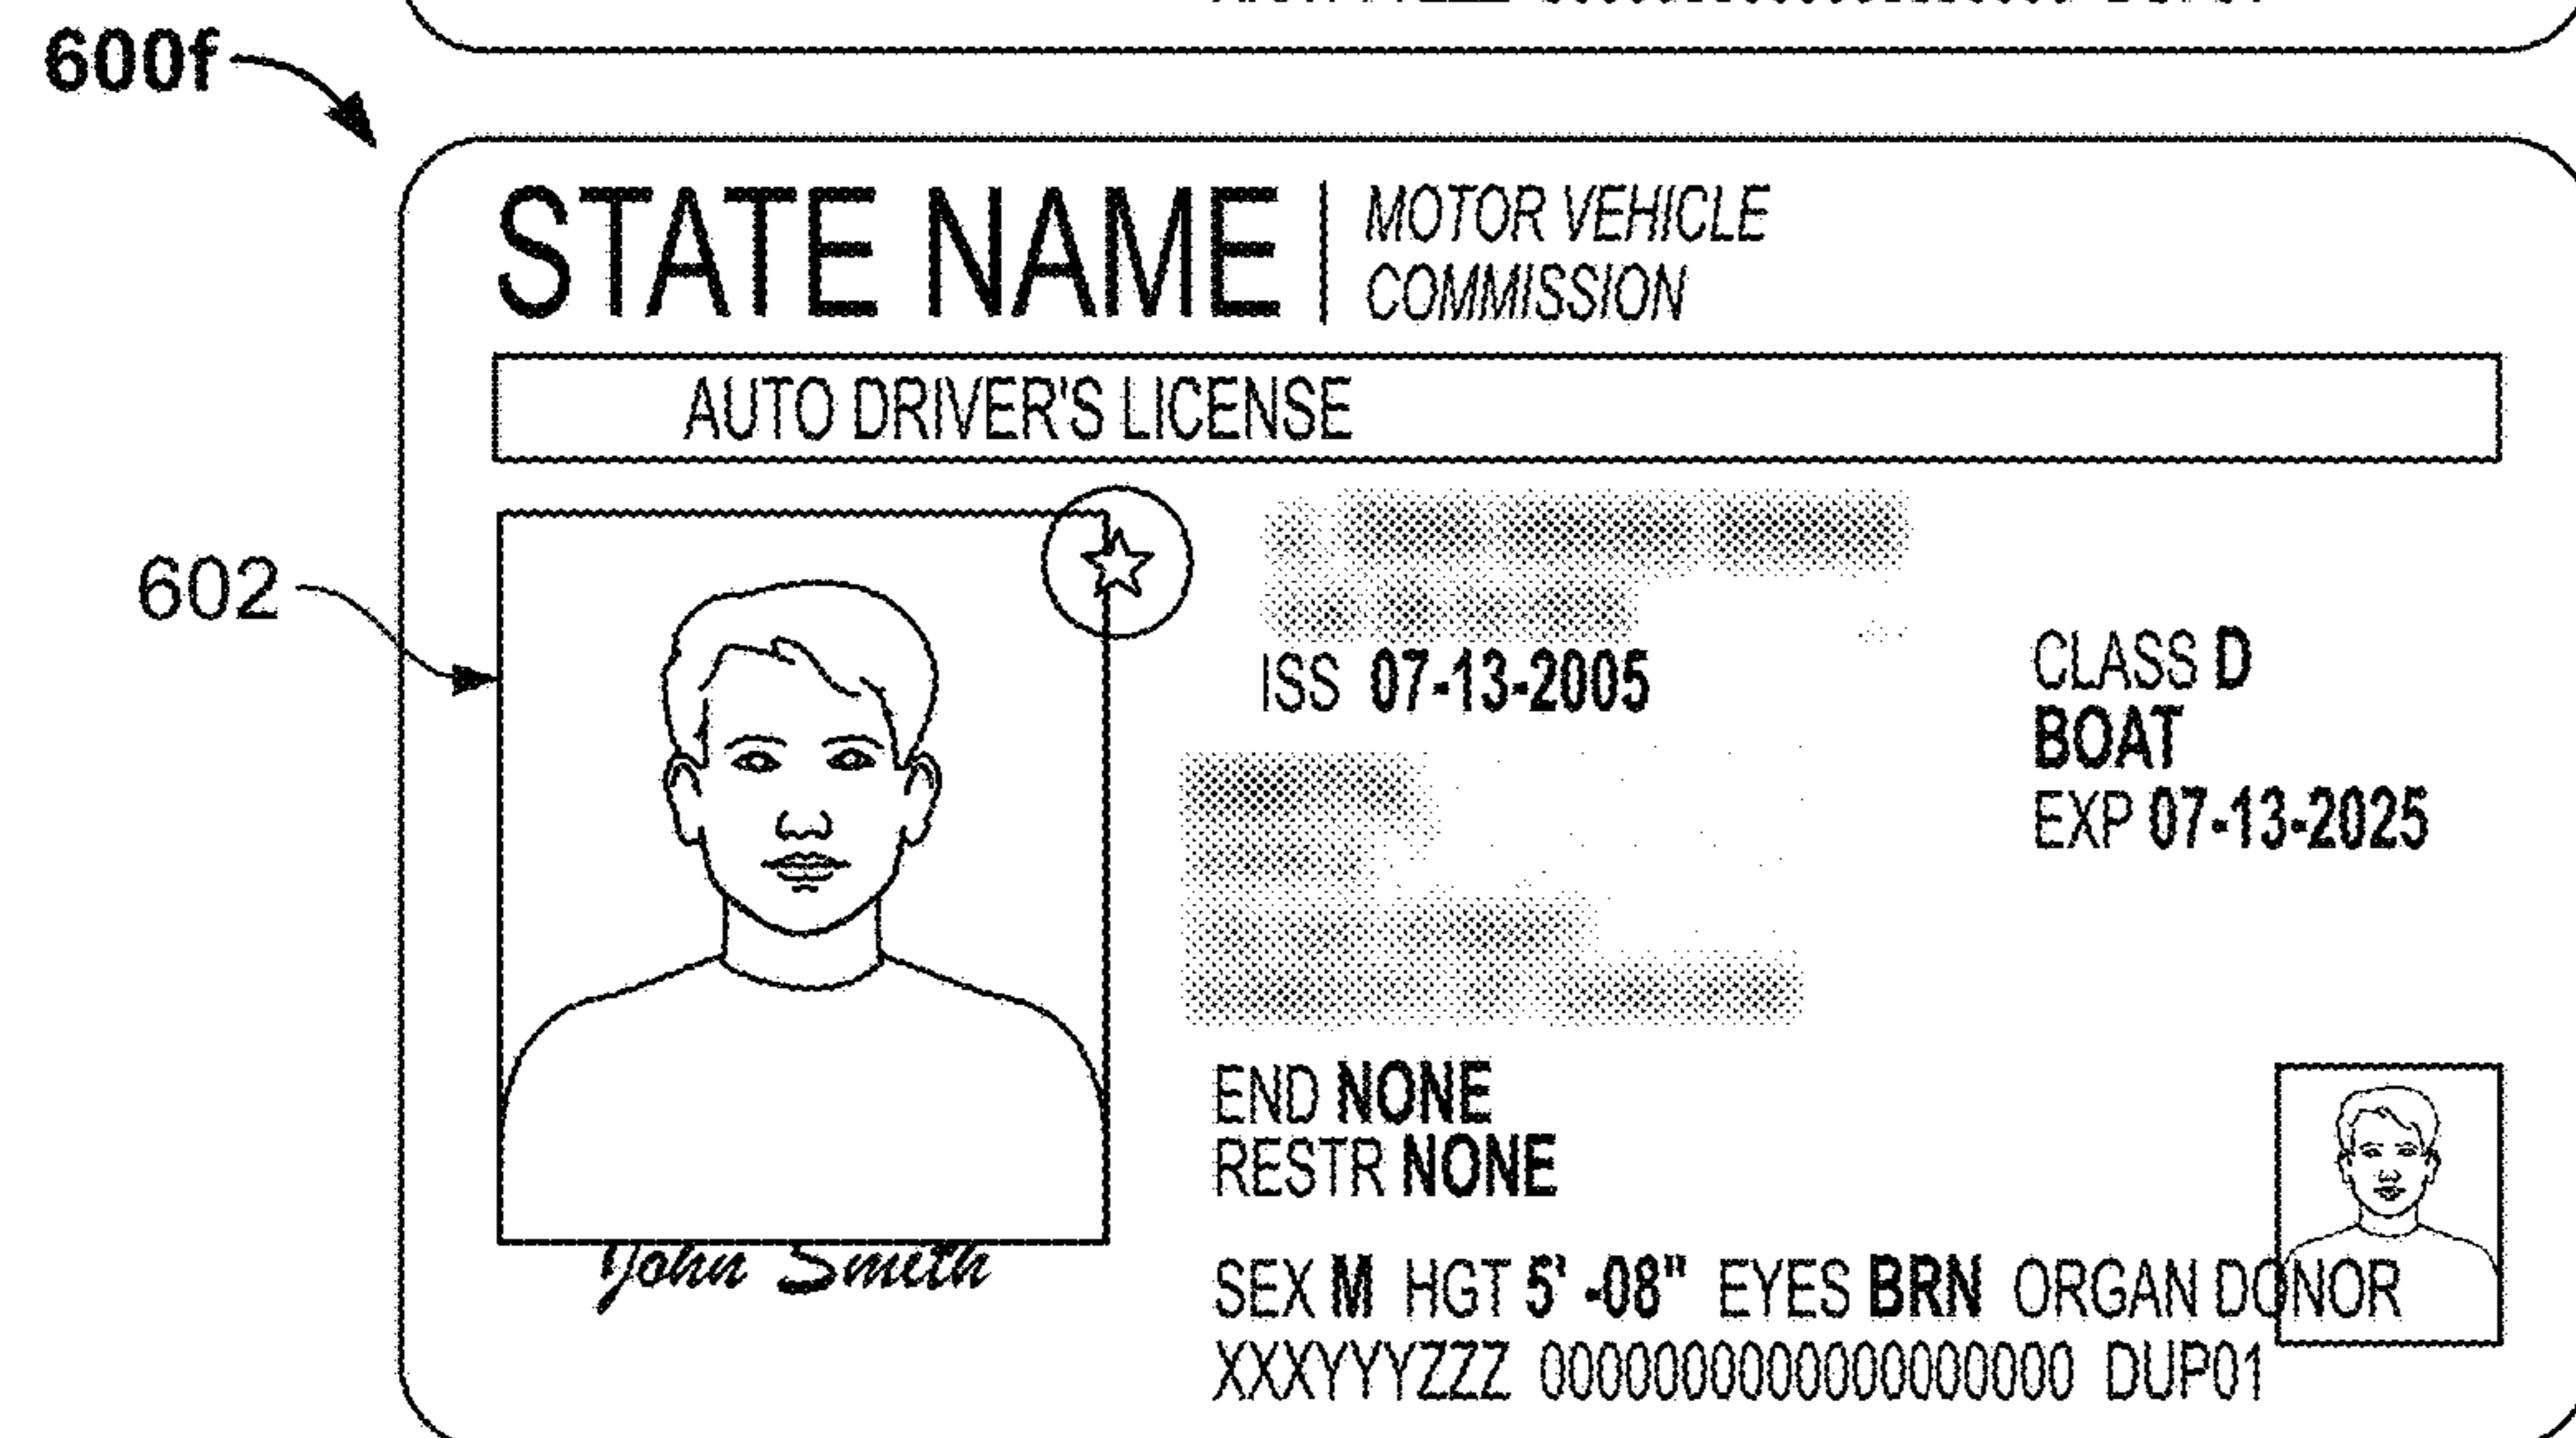 600f
STATE NAME
MOTOR VEHICLE
COMMISSION
AUTO DRIVER'S LICENSE
602
ISS 07-13-2005
CLASS D
BOAT
EXP 07-13-2025
END NONE
RESTR NONE
John Smith
SEX M HGT 5' -08" EYES BRN ORGAN DONOR
XXXYYYZZZ 0000000000000000000 DUP01